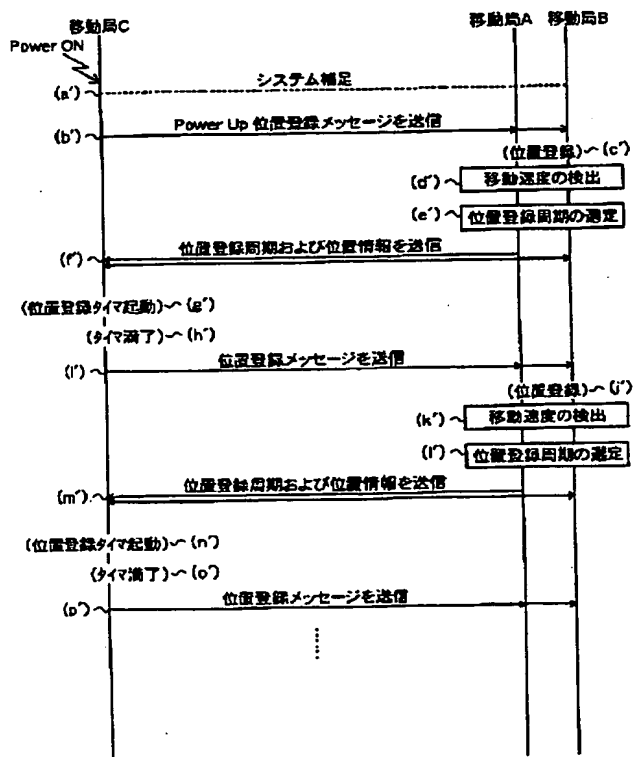 移動局C
移動局A 移動局B
Power ON
システム補足
(a')
Power Up 位置登録メッセージを送信
(b')
(位置登録)~(c')
(d') 移動速度の検出
(e') 位置登録周期の選定
位置登録周期および位置情報を送信
(f')
(位置登録タイマ起動)~(g')
(タイマ満了)~(h')
位置登録メッセージを送信
(i')
(位置登録)~(j')
(k') 移動速度の検出
(l') 位置登録周期の選定
位置登録周期および位置情報を送信
(m')
(位置登録タイマ起動)~(n')
(タイマ満了)~(o')
位置登録メッセージを送信
(p')